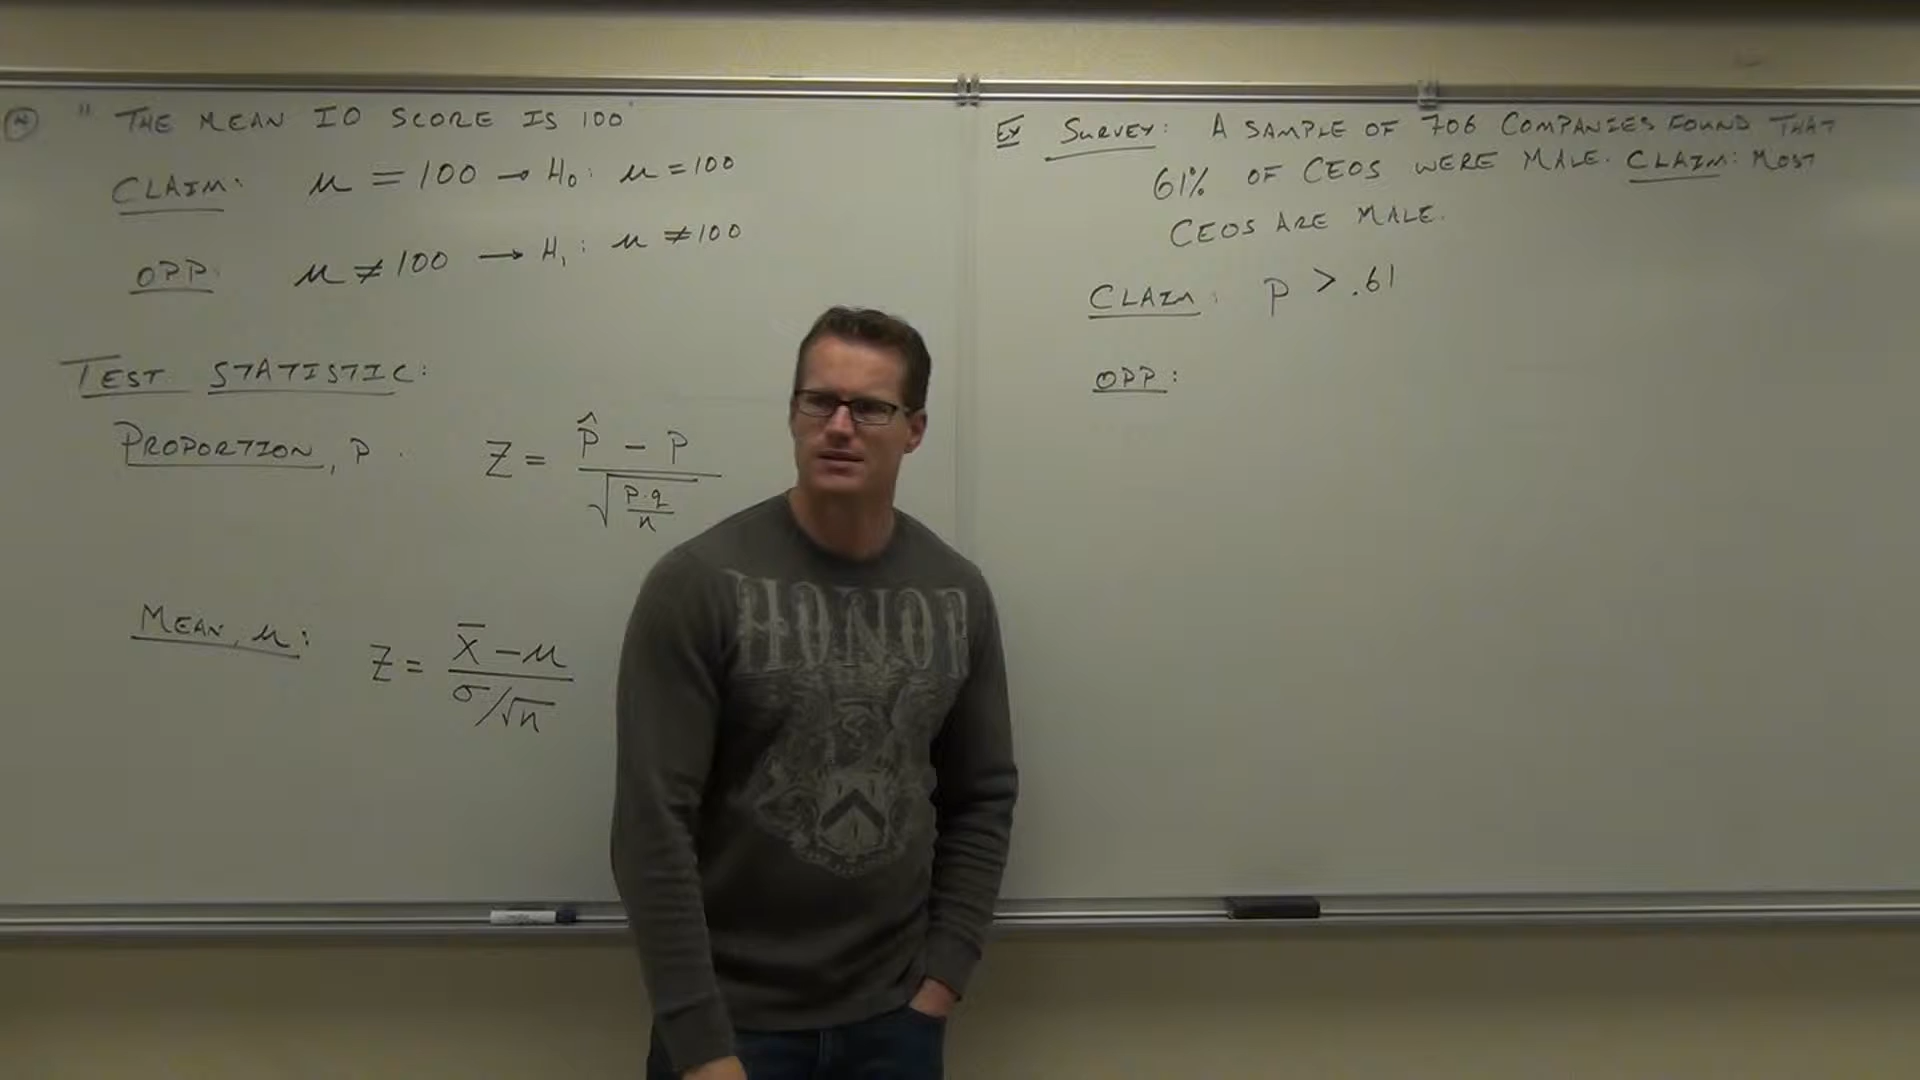 ④ " THE MEAN IQ SCORE IS 100"
CLAIM: μ = 100 → H₀: μ = 100
OPP: μ ≠ 100 → H₁: μ ≠ 100
TEST STATISTIC:
PROPORTION, P. Z = p̂ - p / √(p·q/n)
MEAN, μ: Z = x̄ - μ / σ/√n
EX SURVEY: A SAMPLE OF 706 COMPANIES FOUND THAT
61% OF CEOS WERE MALE. CLAIM: MOST
CEOS ARE MALE.
CLAIM: P > .61
OPP:
HONOR